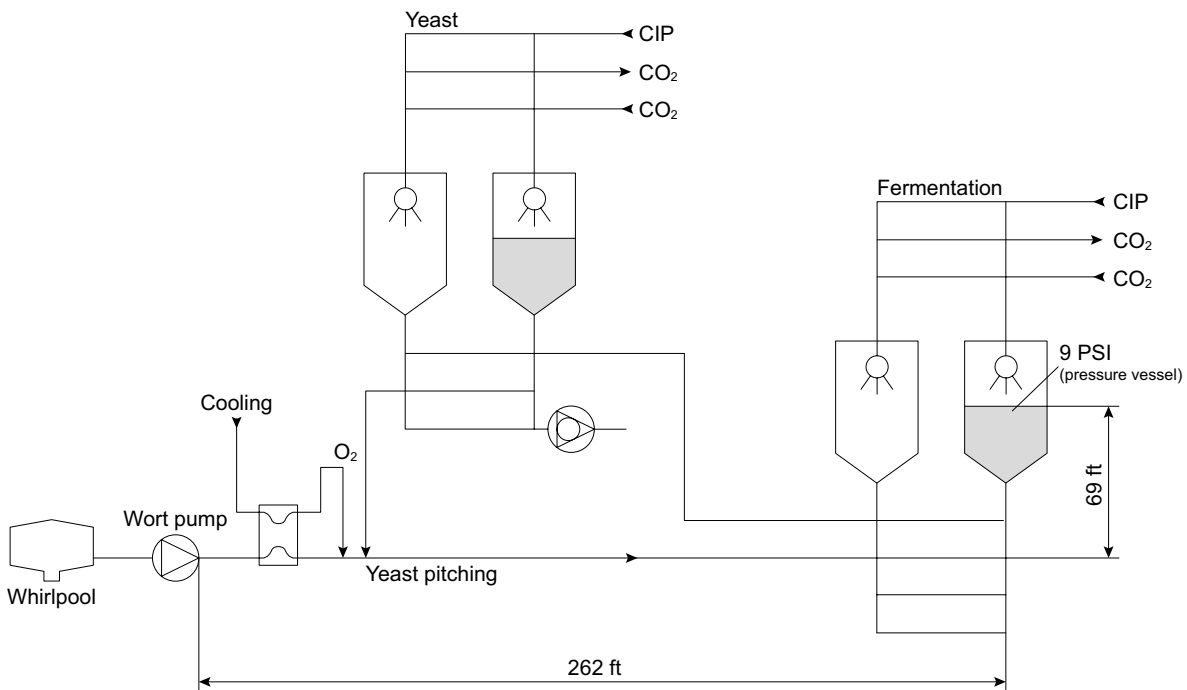 Yeast
CIP
CO₂
CO₂
Fermentation
CIP
CO₂
CO₂
9 PSI
(pressure vessel)
Cooling
O₂
69 ft
Wort pump
Yeast pitching
Whirlpool
262 ft